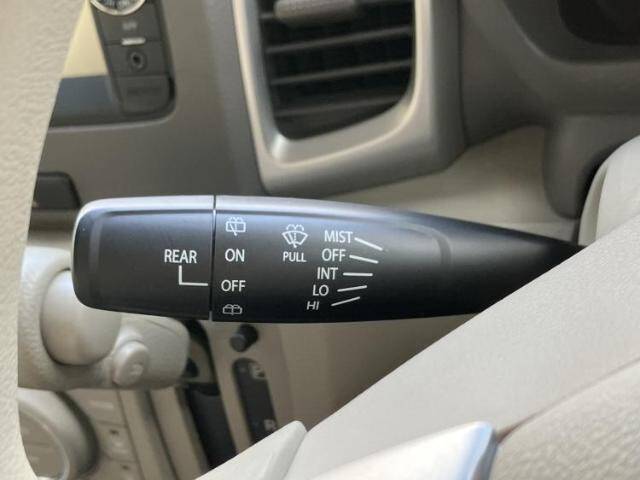 REAR
ON
OFF
PULL
MIST
OFF
INT
LO
HI